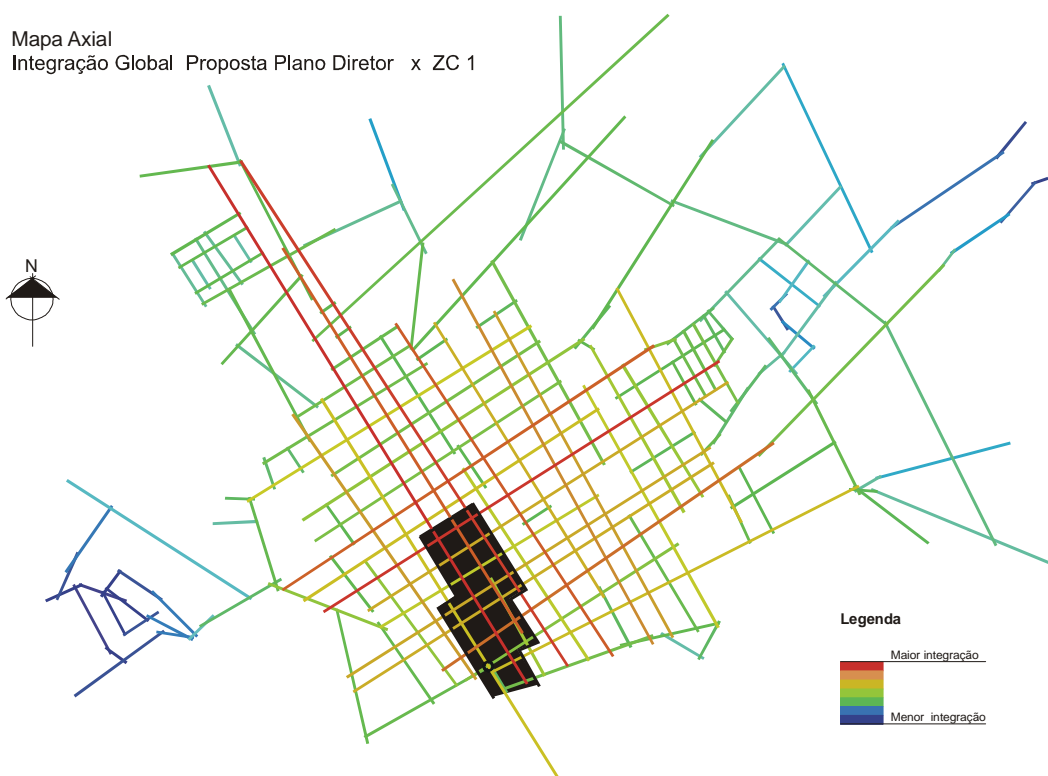 Mapa Axial
Integração Global Proposta Plano Diretor x ZC 1
N
Legenda
Maior integração
Menor integração